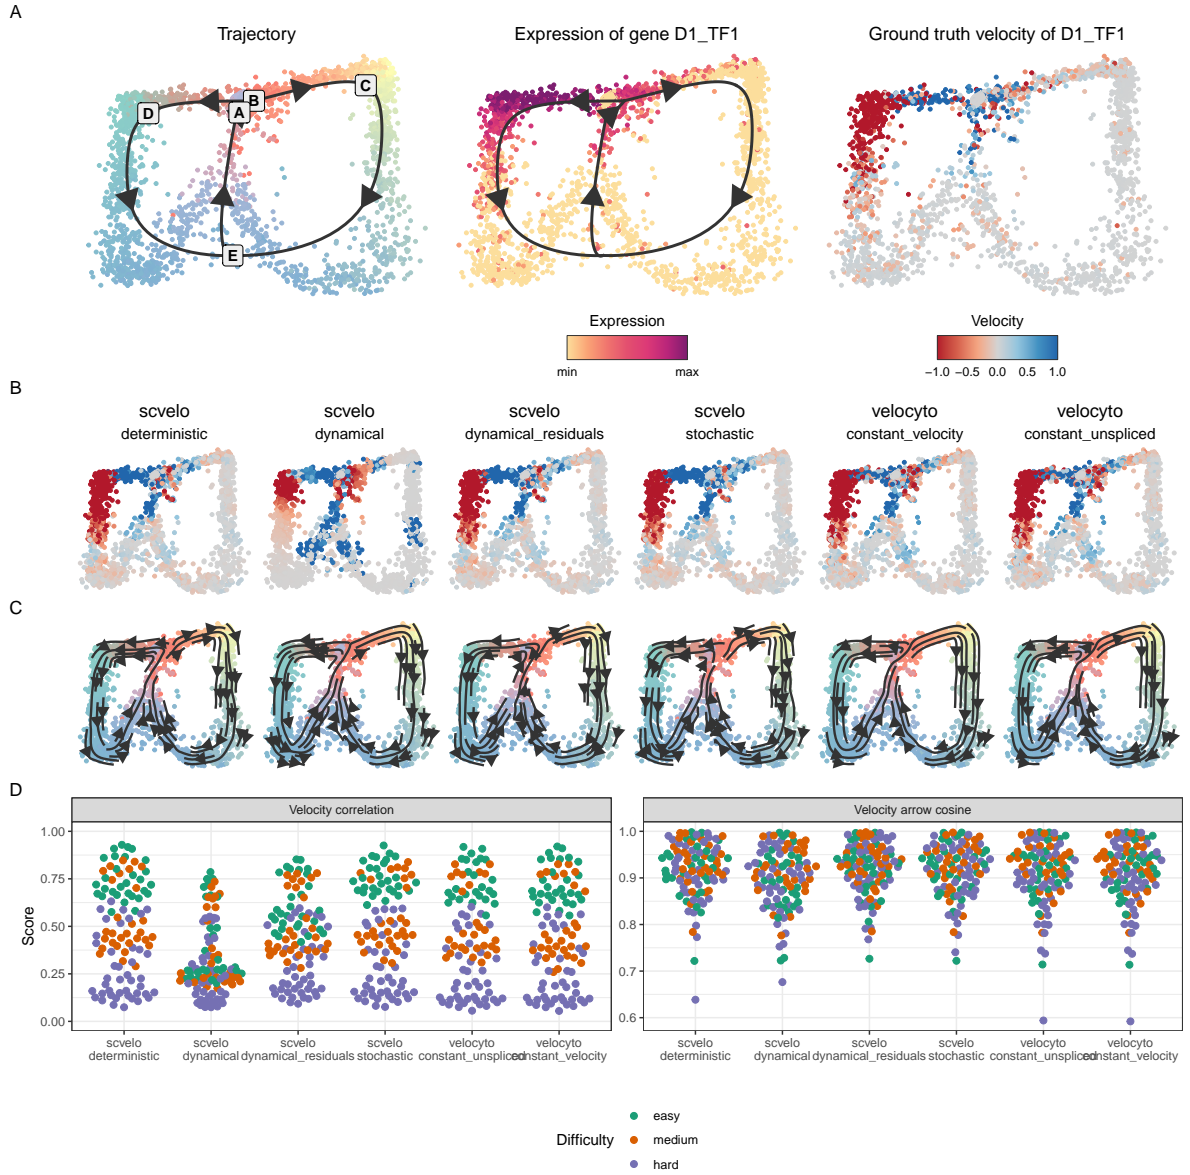 A
Trajectory
Expression of gene D1_TF1
Ground truth velocity of D1_TF1
B
C
D
A
E
Expression
min
max
Velocity
−1.0 −0.5 0.0 0.5 1.0
B
scvelo
deterministic
scvelo
dynamical
scvelo
dynamical_residuals
scvelo
stochastic
velocyto
constant_velocity
velocyto
constant_unspliced
C
D
Velocity correlation
Velocity arrow cosine
Score
1.00
0.75
0.50
0.25
0.00
1.0
0.9
0.8
0.7
0.6
scvelo
deterministic
scvelo
dynamical
scvelo
dynamical_residuals
scvelo
stochastic
velocyto
constant_unspliced
velocyto
constant_velocity
scvelo
deterministic
scvelo
dynamical
scvelo
dynamical_residuals
scvelo
stochastic
velocyto
constant_unspliced
velocyto
constant_velocity
Difficulty
easy
medium
hard